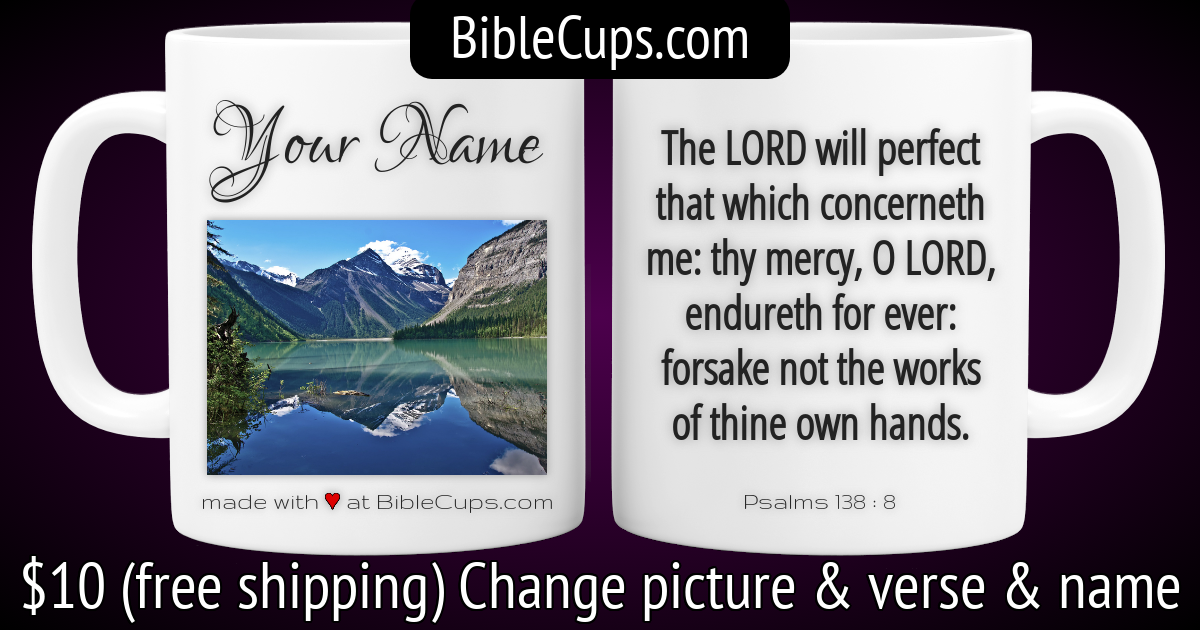 BibleCups.com
Your Name
made with ♥ at BibleCups.com
The LORD will perfect
that which concerneth
me: thy mercy, O LORD,
endureth for ever:
forsake not the works
of thine own hands.
Psalms 138 : 8
$10 (free shipping) Change picture & verse & name